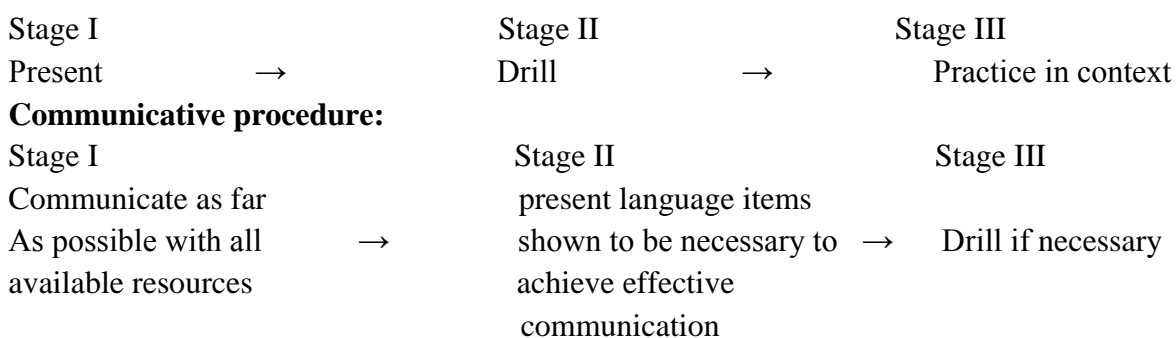 Stage I Stage II Stage III
Present → Drill → Practice in context
Communicative procedure:
Stage I Stage II Stage III
Communicate as far present language items
As possible with all → shown to be necessary to → Drill if necessary
available resources achieve effective
communication